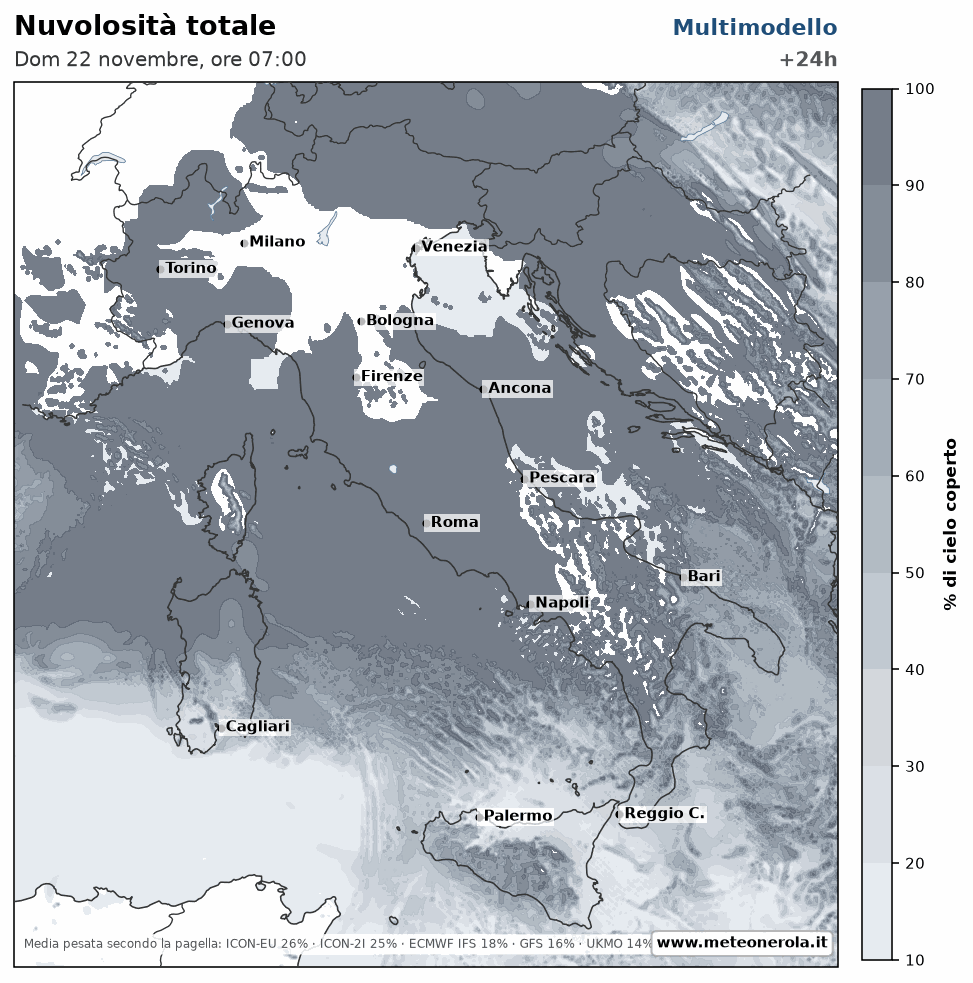 Nuvolosità totale
Multimodello
Dom 22 novembre, ore 07:00
+24h
100
90
80
70
60
50
40
30
20
10
% di cielo coperto
Milano
Venezia
Torino
Genova
Bologna
Firenze
Ancona
Pescara
Roma
Bari
Napoli
Cagliari
Palermo
Reggio C.
Media pesata secondo la pagella: ICON-EU 26% · ICON-2I 25% · ECMWF IFS 18% · GFS 16% · UKMO 14%
www.meteonerola.it